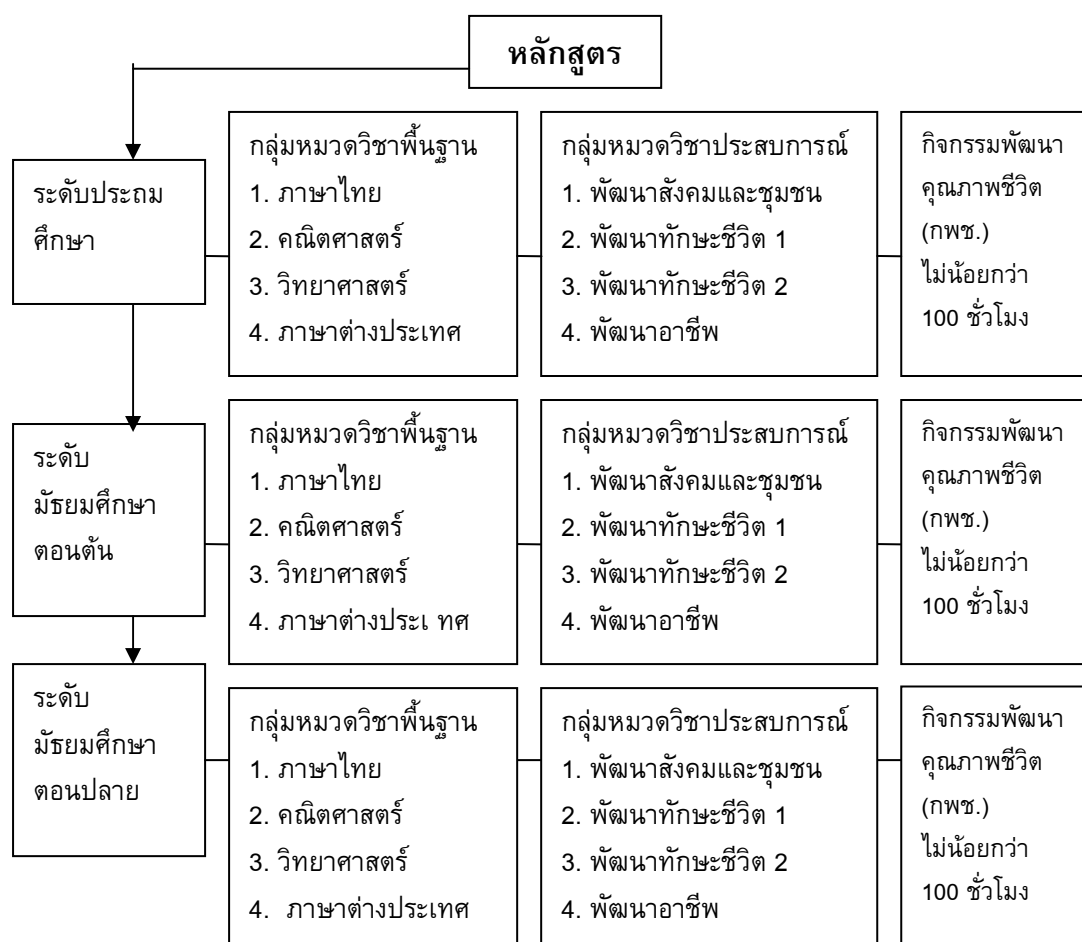 หลักสูตร
ระดับประถม
ศึกษา
กลุ่มหมวดวิชาพื้นฐาน
1. ภาษาไทย
2. คณิตศาสตร์
3. วิทยาศาสตร์
4. ภาษาต่างประเทศ
กลุ่มหมวดวิชาประสบการณ์
1. พัฒนาสังคมและชุมชน
2. พัฒนาทักษะชีวิต 1
3. พัฒนาทักษะชีวิต 2
4. พัฒนาอาชีพ
กิจกรรมพัฒนา
คุณภาพชีวิต
(กพช.)
ไม่น้อยกว่า
100 ชั่วโมง
ระดับ
มัธยมศึกษา
ตอนต้น
กลุ่มหมวดวิชาพื้นฐาน
1. ภาษาไทย
2. คณิตศาสตร์
3. วิทยาศาสตร์
4. ภาษาต่างประเ ทศ
กลุ่มหมวดวิชาประสบการณ์
1. พัฒนาสังคมและชุมชน
2. พัฒนาทักษะชีวิต 1
3. พัฒนาทักษะชีวิต 2
4. พัฒนาอาชีพ
กิจกรรมพัฒนา
คุณภาพชีวิต
(กพช.)
ไม่น้อยกว่า
100 ชั่วโมง
ระดับ
มัธยมศึกษา
ตอนปลาย
กลุ่มหมวดวิชาพื้นฐาน
1. ภาษาไทย
2. คณิตศาสตร์
3. วิทยาศาสตร์
4.  ภาษาต่างประเทศ
กลุ่มหมวดวิชาประสบการณ์
1. พัฒนาสังคมและชุมชน
2. พัฒนาทักษะชีวิต 1
3. พัฒนาทักษะชีวิต 2
4. พัฒนาอาชีพ
กิจกรรมพัฒนา
คุณภาพชีวิต
(กพช.)
ไม่น้อยกว่า
100 ชั่วโมง